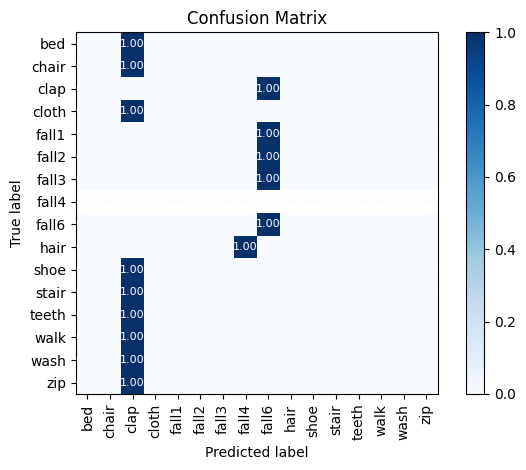 Confusion Matrix
True label
bed 1.00
chair 1.00
clap 1.00
cloth 1.00
fall1 1.00
fall2 1.00
fall3 1.00
fall4
fall6 1.00
hair 1.00
shoe 1.00
stair 1.00
teeth 1.00
walk 1.00
wash 1.00
zip 1.00
bed chair clap cloth fall1 fall2 fall3 fall4 fall6 hair shoe stair teeth walk wash zip
Predicted label
1.0
0.8
0.6
0.4
0.2
0.0